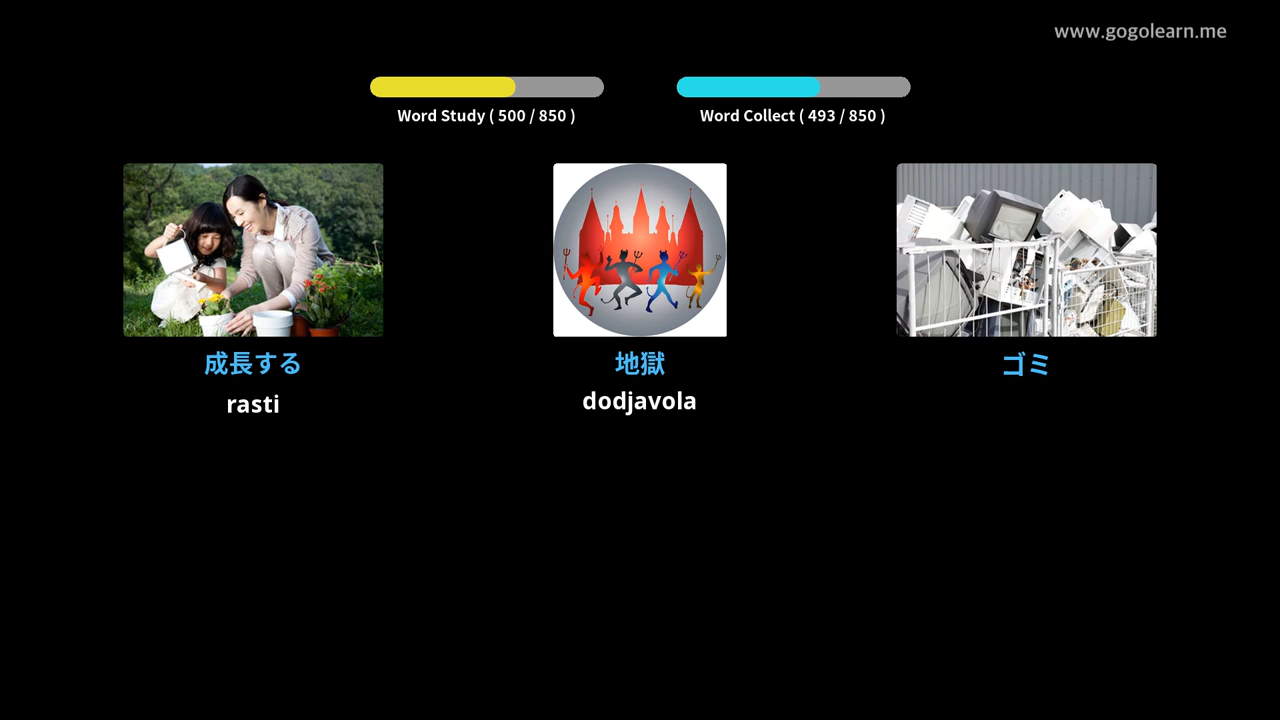 www.gogolearn.me
Word Study ( 500 / 850 )
Word Collect ( 493 / 850 )
成長する
rasti
地獄
dodjavola
ゴミ